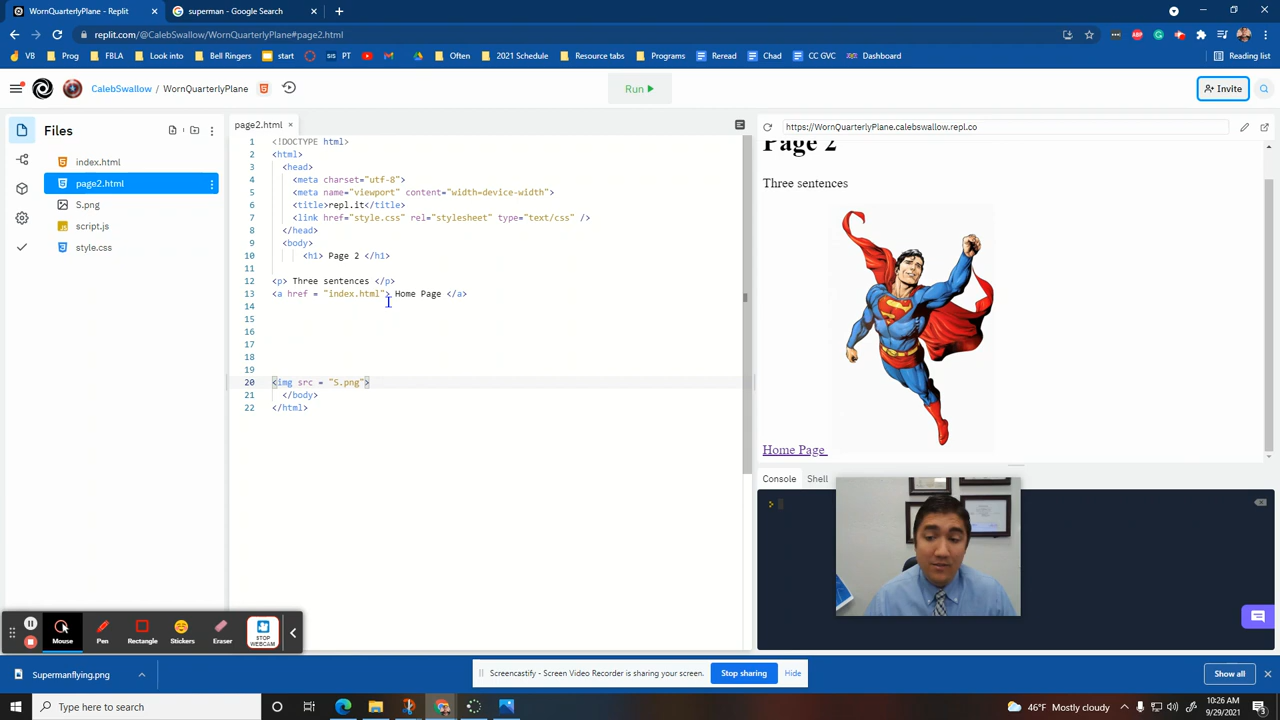 WornQuarterlyPlane - Replit
superman - Google Search
replit.com/@CalebSwallow/WornQuarterlyPlane#page2.html
VB
Prog
FBLA
Look into
Bell Ringers
start
SIS PT
Often
2021 Schedule
Resource tabs
Programs
Reread
Chad
CC GVC
Dashboard
Reading list
CalebSwallow / WornQuarterlyPlane
Run
Invite
Files
index.html
page2.html
S.png
script.js
style.css
page2.html
1 <!DOCTYPE html>
2 <html>
3 <head>
4 <meta charset="utf-8">
5 <meta name="viewport" content="width=device-width">
6 <title>repl.it</title>
7 <link href="style.css" rel="stylesheet" type="text/css" />
8 </head>
9 <body>
10 <h1> Page 2 </h1>
11
12 <p> Three sentences </p>
13 <a href = "index.html"> Home Page </a>
14
15
16
17
18
19
20 <img src = "S.png">
21 </body>
22 </html>
https://WornQuarterlyPlane.calebswallow.repl.co
Page 2
Three sentences
Home Page
Console
Shell
Mouse
Pen
Rectangle
Stickers
Eraser
STOP WEBCAM
Supermanflying.png
Screencastify - Screen Video Recorder is sharing your screen.
Stop sharing
Hide
Show all
Type here to search
46°F Mostly cloudy
10:26 AM
9/29/2021